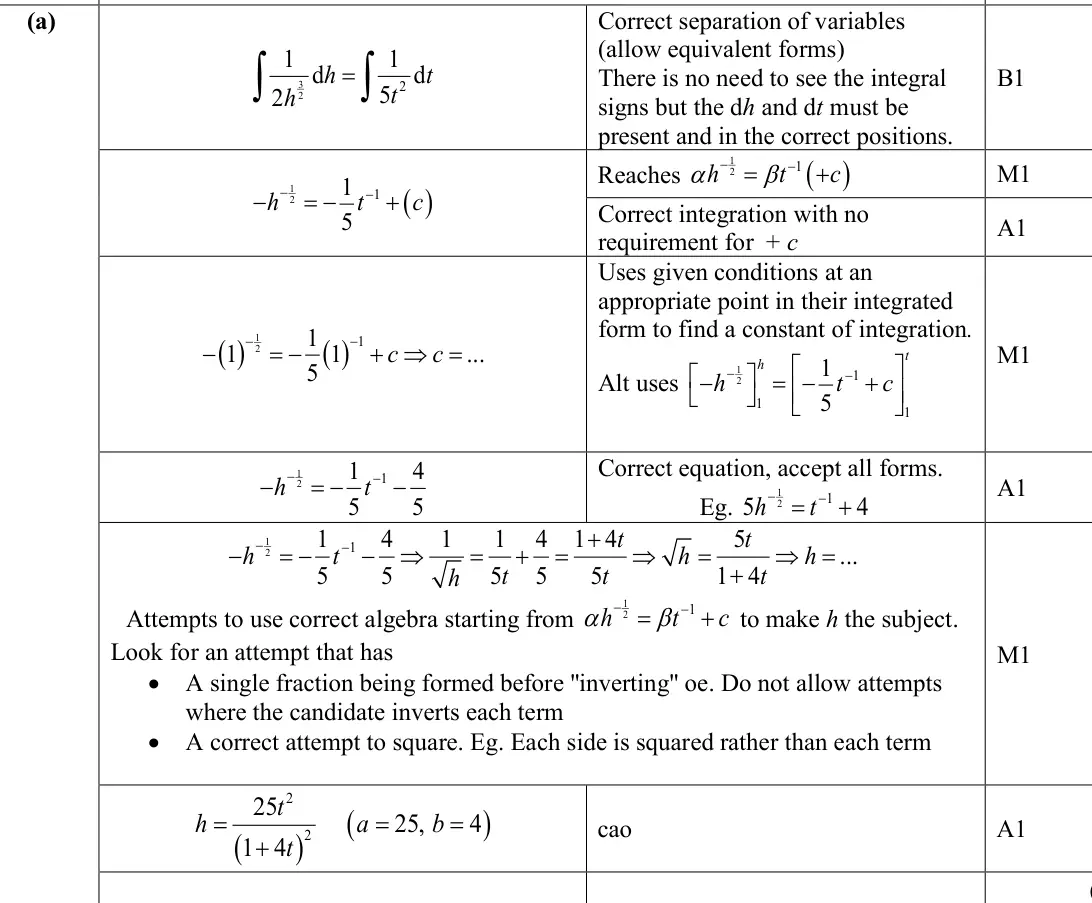 (a)
∫ 1/(2h^(3/2)) dh = ∫ 1/(5t²) dt
Correct separation of variables
(allow equivalent forms)
There is no need to see the integral
signs but the dh and dt must be
present and in the correct positions.
B1
−h^(−1/2) = −(1/5)t^(−1) + (c)
Reaches αh^(−1/2) = βt^(−1) (+c)
M1
Correct integration with no
requirement for + c
A1
−(1)^(−1/2) = −(1/5)(1)^(−1) + c ⇒ c = ...
Uses given conditions at an
appropriate point in their integrated
form to find a constant of integration.
Alt uses [−h^(−1/2)]_1^h = [−(1/5)t^(−1) + c]_1^t
M1
−h^(−1/2) = −(1/5)t^(−1) − 4/5
Correct equation, accept all forms.
Eg. 5h^(−1/2) = t^(−1) + 4
A1
−h^(−1/2) = −(1/5)t^(−1) − 4/5 ⇒ 1/√h = 1/(5t) + 4/5 = (1+4t)/(5t) ⇒ √h = 5t/(1+4t) ⇒ h = ...
Attempts to use correct algebra starting from αh^(−1/2) = βt^(−1) + c to make h the subject.
Look for an attempt that has
• A single fraction being formed before "inverting" oe. Do not allow attempts
where the candidate inverts each term
• A correct attempt to square. Eg. Each side is squared rather than each term
M1
h = 25t²/(1+4t)² (a = 25, b = 4)
cao
A1